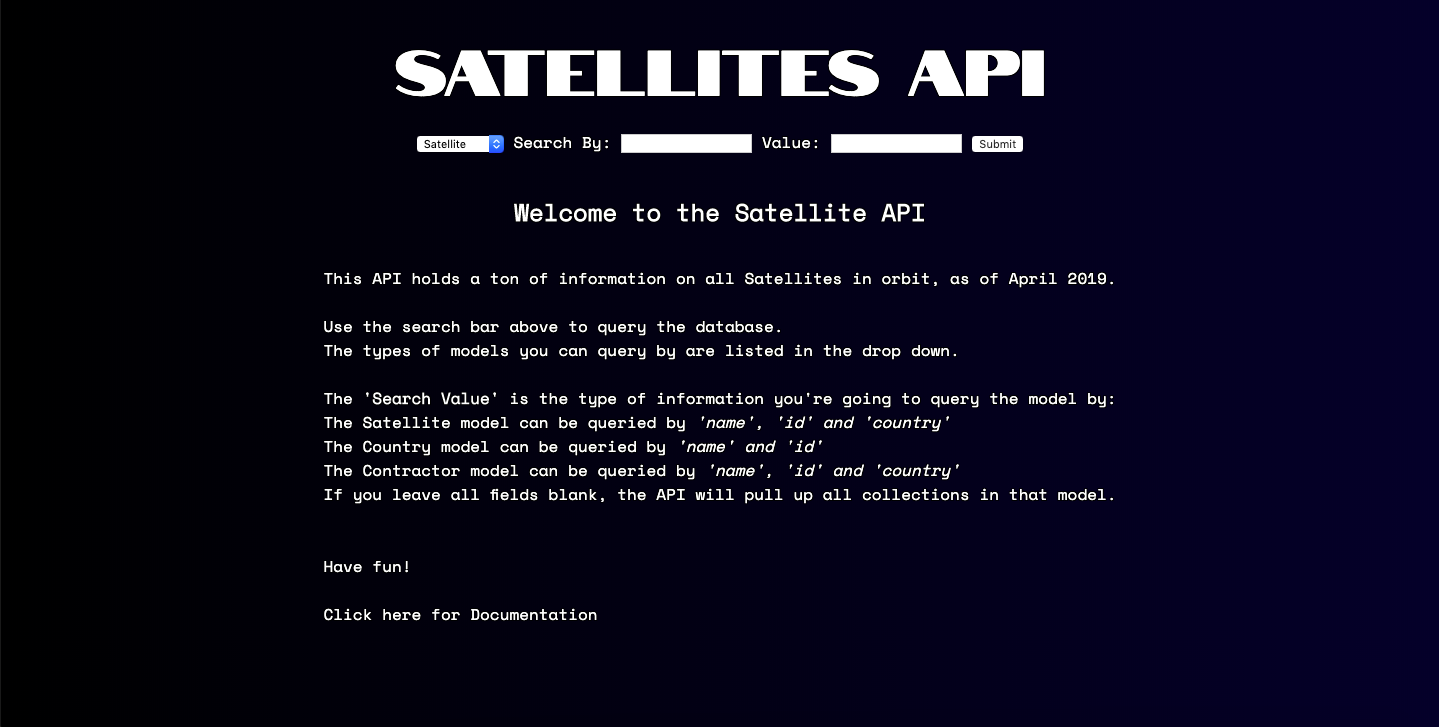 SATELLITES API
Satellite Search By: Value: Submit
Welcome to the Satellite API
This API holds a ton of information on all Satellites in orbit, as of April 2019.
Use the search bar above to query the database.
The types of models you can query by are listed in the drop down.
The 'Search Value' is the type of information you're going to query the model by:
The Satellite model can be queried by 'name', 'id' and 'country'
The Country model can be queried by 'name' and 'id'
The Contractor model can be queried by 'name', 'id' and 'country'
If you leave all fields blank, the API will pull up all collections in that model.
Have fun!
Click here for Documentation